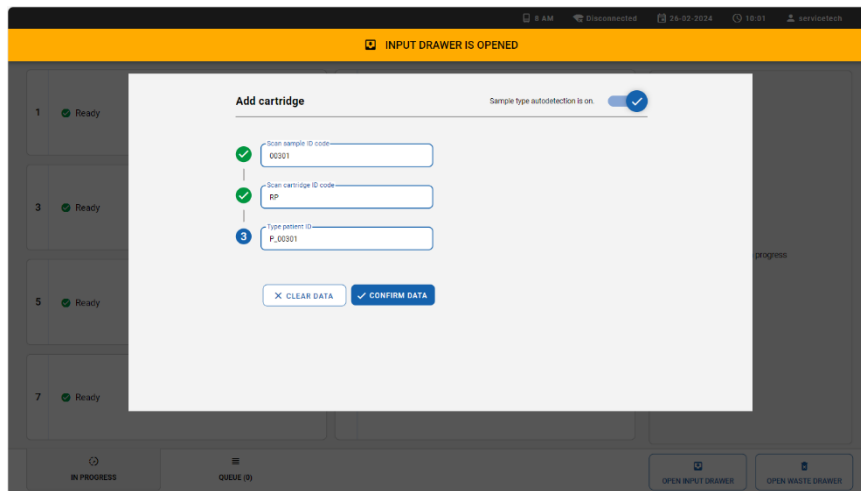 8 AM Disconnected 26-02-2024 10:01 servicetech
INPUT DRAWER IS OPENED
Add cartridge
Sample type autodetection is on.
1 Ready
Scan sample ID code
00301
Scan cartridge ID code
RP
3 Ready
Type patient ID
3 P_00301
progress
CLEAR DATA CONFIRM DATA
5 Ready
7 Ready
IN PROGRESS QUEUE (0) OPEN INPUT DRAWER OPEN WASTE DRAWER